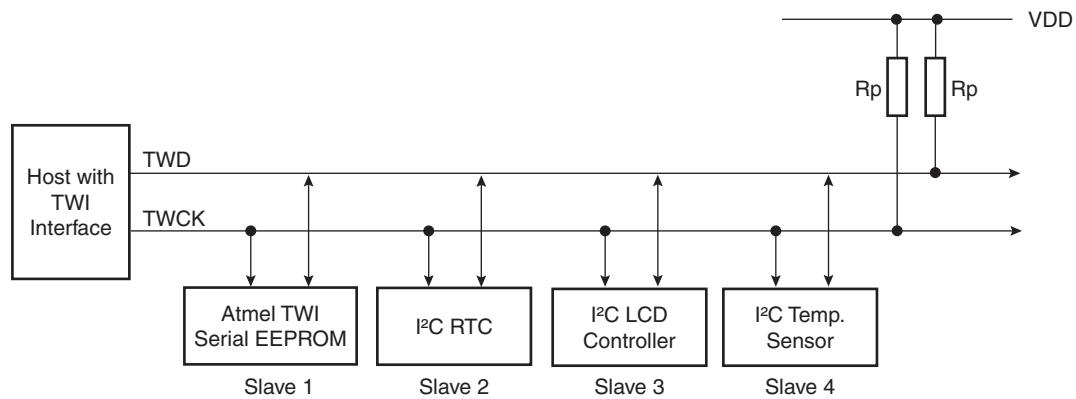 VDD
Rp
Rp
Host with
TWI
Interface
TWD
TWCK
Atmel TWI
Serial EEPROM
Slave 1
I²C RTC
Slave 2
I²C LCD
Controller
Slave 3
I²C Temp.
Sensor
Slave 4